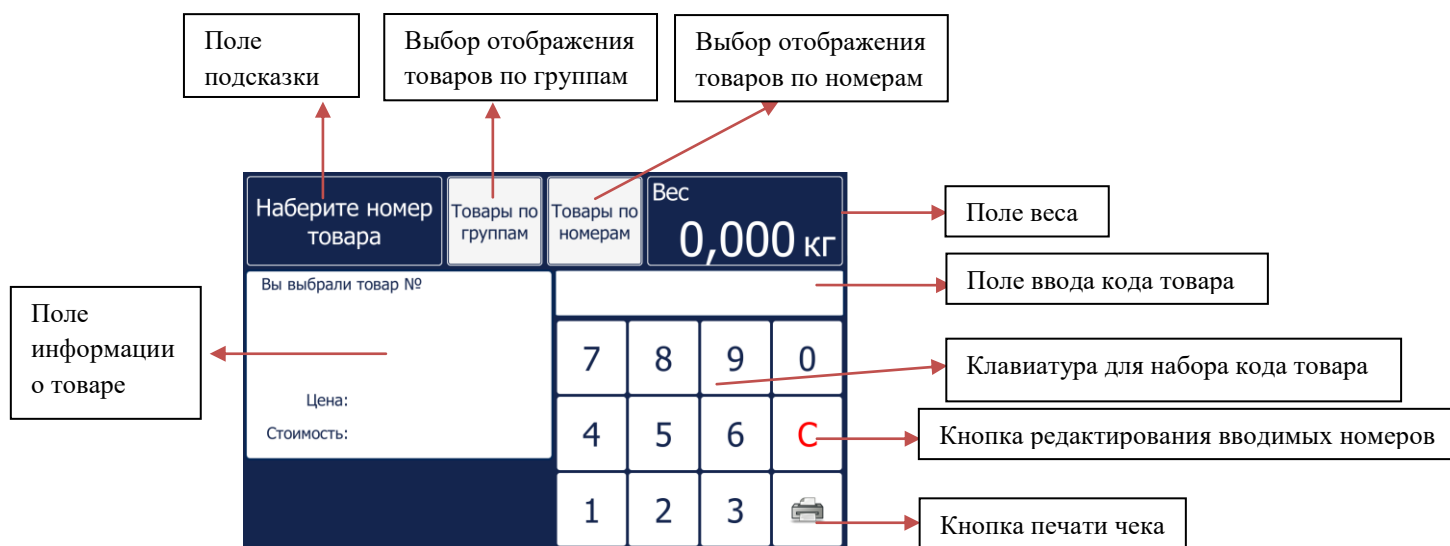 Поле
подсказки
Выбор отображения
товаров по группам
Выбор отображения
товаров по номерам
Наберите номер
товара
Товары по
группам
Товары по
номерам
Вес
0,000 кг
Поле веса
Вы выбрали товар №
Поле ввода кода товара
Поле
информации
о товаре
7 8 9 0
Клавиатура для набора кода товара
Цена:
Стоимость:
4 5 6 C
Кнопка редактирования вводимых номеров
1 2 3
Кнопка печати чека